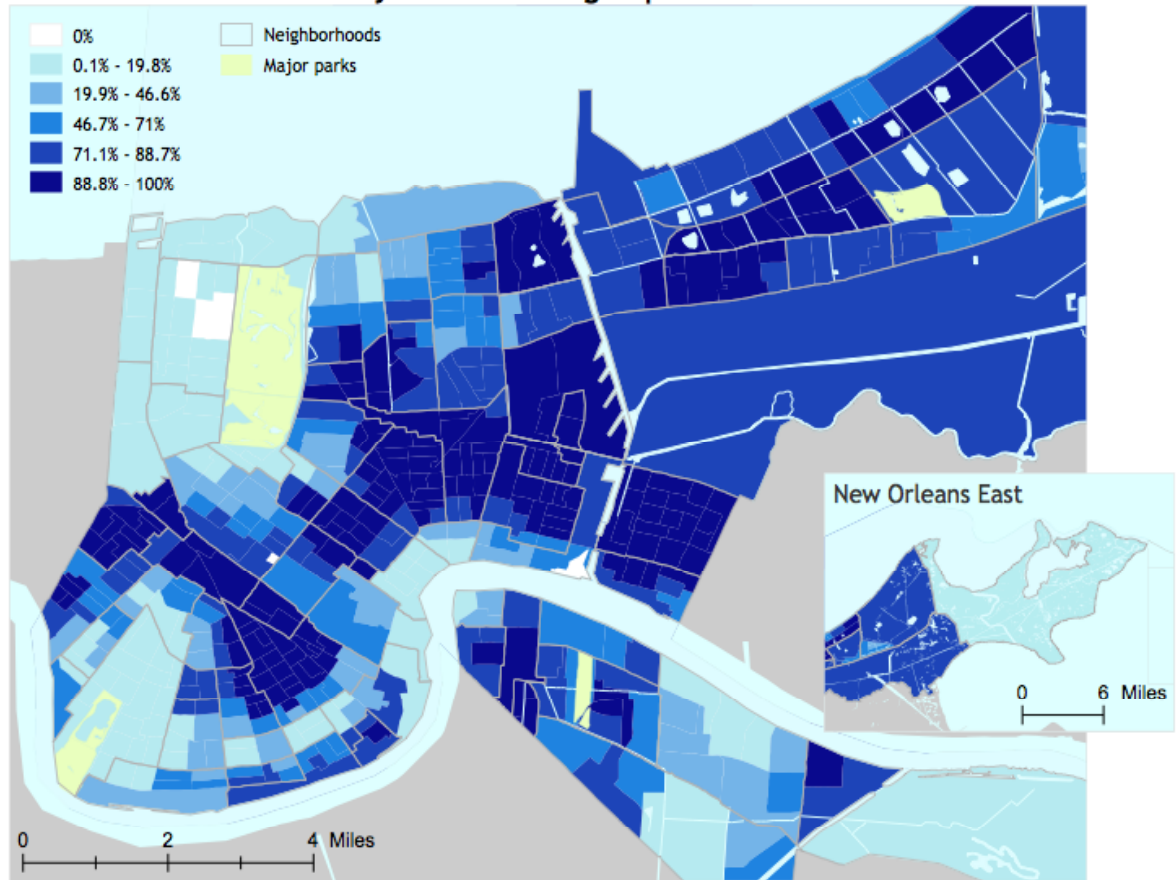 0%
0.1% - 19.8%
19.9% - 46.6%
46.7% - 71%
71.1% - 88.7%
88.8% - 100%
Neighborhoods
Major parks
New Orleans East
0 6 Miles
0 2 4 Miles